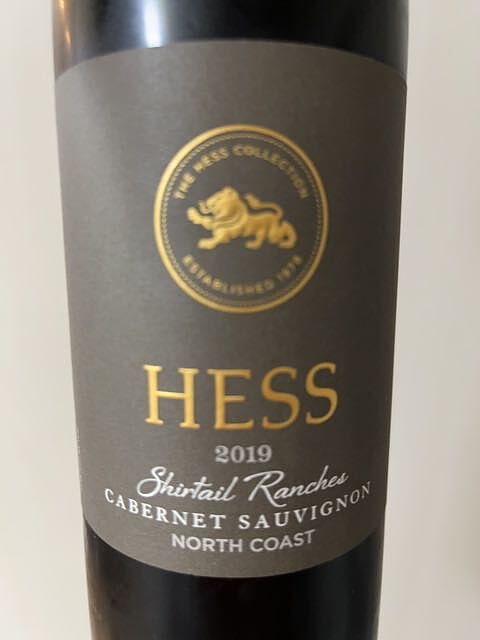 THE HESS COLLECTION
ESTABLISHED 1978
HESS
2019
Shirtail Ranches
CABERNET SAUVIGNON
NORTH COAST